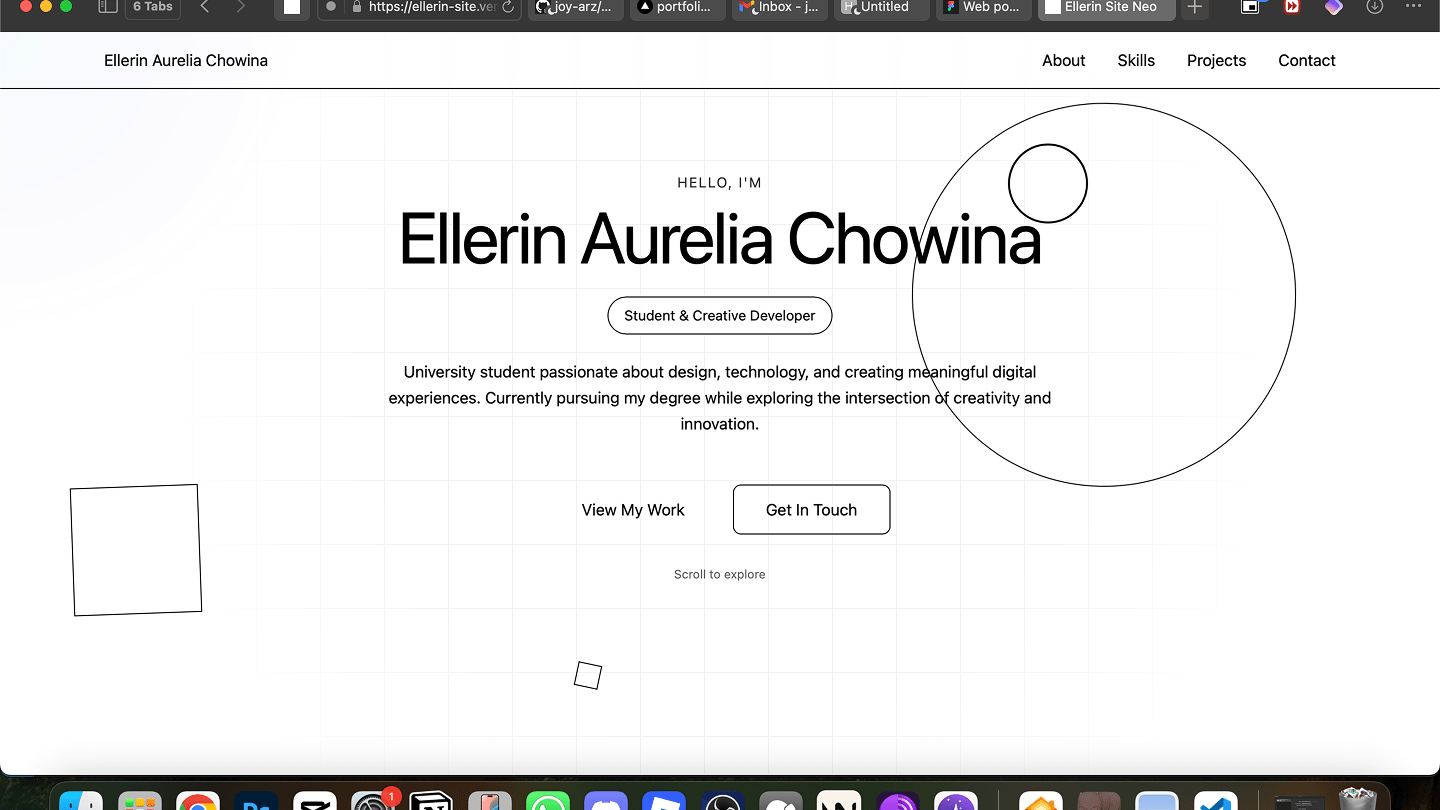 6 Tabs
https://ellerin-site.ver
joy-arz/...
portfoli...
Inbox - j...
Untitled
Web po...
Ellerin Site Neo
Ellerin Aurelia Chowina
About
Skills
Projects
Contact
HELLO, I'M
Ellerin Aurelia Chowina
Student & Creative Developer
University student passionate about design, technology, and creating meaningful digital
experiences. Currently pursuing my degree while exploring the intersection of creativity and
innovation.
View My Work
Get In Touch
Scroll to explore
1